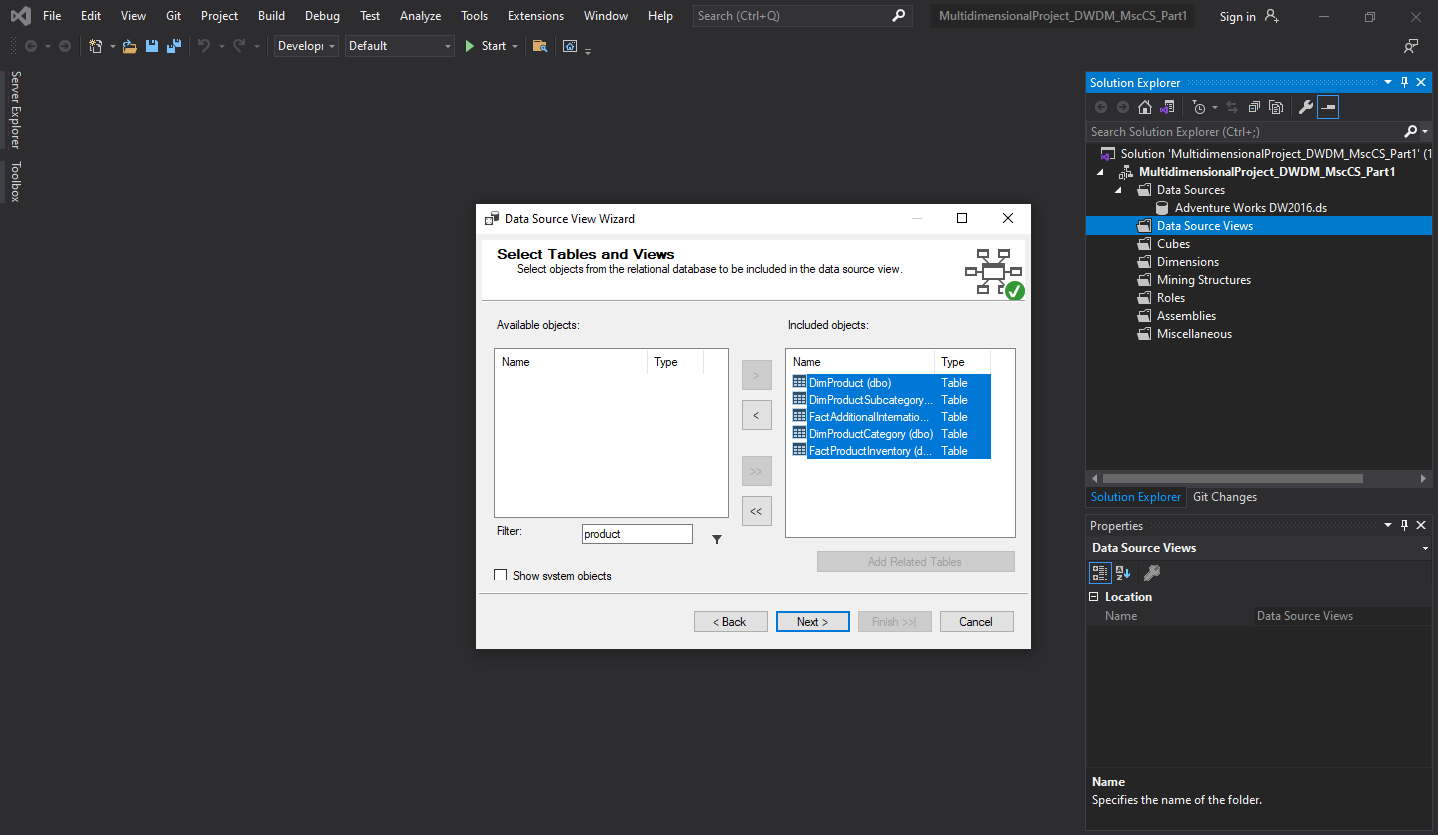 File Edit View Git Project Build Debug Test Analyze Tools Extensions Window Help Search (Ctrl+Q) MultidimensionalProject_DWDM_MscCS_Part1 Sign in
Develop Default Start
Server Explorer
Toolbox
Data Source View Wizard
Select Tables and Views
Select objects from the relational database to be included in the data source view.
Available objects:
Name Type
Filter: product
Show system objects
>
<
>>
<<
Included objects:
Name Type
DimProduct (dbo) Table
DimProductSubcategory... Table
FactAdditionalInternatio... Table
DimProductCategory (dbo) Table
FactProductInventory (d... Table
Add Related Tables
< Back Next > Finish >>| Cancel
Solution Explorer
Search Solution Explorer (Ctrl+;)
Solution 'MultidimensionalProject_DWDM_MscCS_Part1' (1
MultidimensionalProject_DWDM_MscCS_Part1
Data Sources
Adventure Works DW2016.ds
Data Source Views
Cubes
Dimensions
Mining Structures
Roles
Assemblies
Miscellaneous
Solution Explorer Git Changes
Properties
Data Source Views
Location
Name Data Source Views
Name
Specifies the name of the folder.